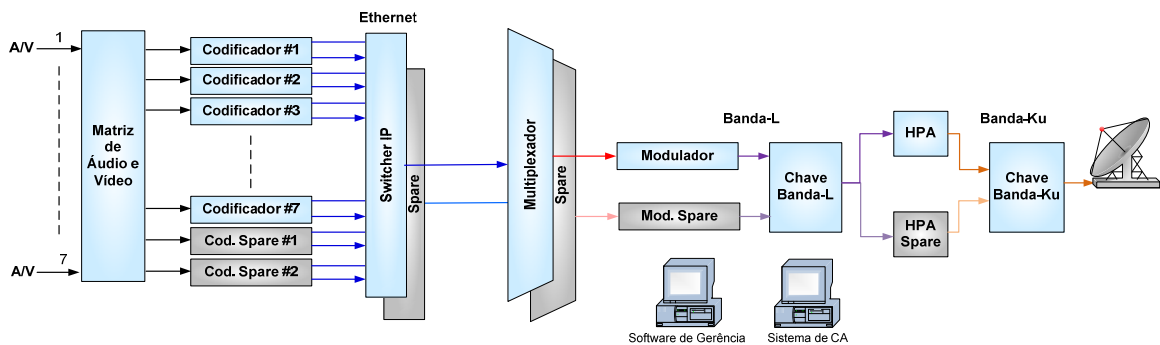 A/V
1
A/V
7
Matriz
de
Áudio e
Vídeo
Codificador #1
Codificador #2
Codificador #3
Codificador #7
Cod. Spare #1
Cod. Spare #2
Ethernet
Switcher IP
Spare
Multiplexador
Spare
Banda-L
Modulador
Mod. Spare
Chave
Banda-L
HPA
HPA
Spare
Banda-Ku
Chave
Banda-Ku
Software de Gerência
Sistema de CA